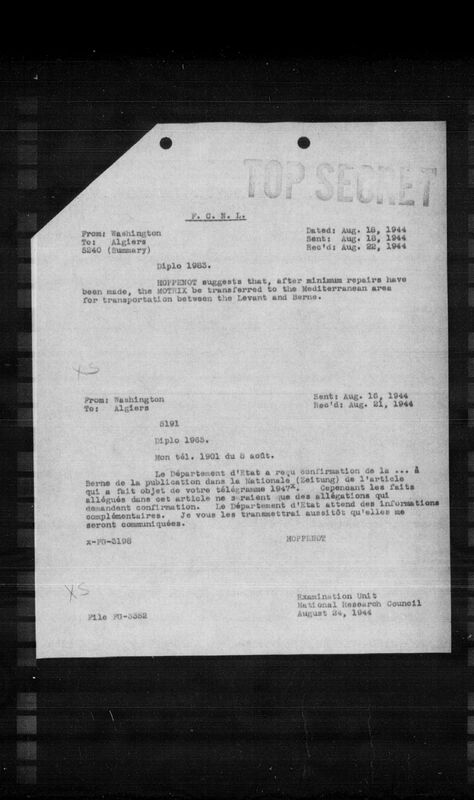 TOP SECRET
F. C. N. L.
From: Washington
To: Algiers
5240 (Summary)
Dated: Aug. 18, 1944
Sent: Aug. 18, 1944
Rec'd: Aug. 22, 1944
Diplo 1983.
HOPPENOT suggests that, after minimum repairs have
been made, the MOTRIX be transferred to the Mediterranean area
for transportation between the Levant and Berne.
XS
From: Washington
To: Algiers
Sent: Aug. 16, 1944
Rec'd: Aug. 21, 1944
5191
Diplo 1965.
Mon tél. 1901 du 8 août.
Le Département d'Etat a reçu confirmation de la ... à
Berne de la publication dans la Nationale (Zeitung) de l'article
qui a fait objet de votre télégramme 1947x. Cependant les faits
allégués dans cet article ne seraient que des allégations qui
demandent confirmation. Le Département d'Etat attend des informations
complémentaires. Je vous les transmettrai aussitôt qu'elles me
seront communiquées.
x-FG-3198
HOPPENOT
XS
Examination Unit
National Research Council
August 24, 1944
File FG-3352